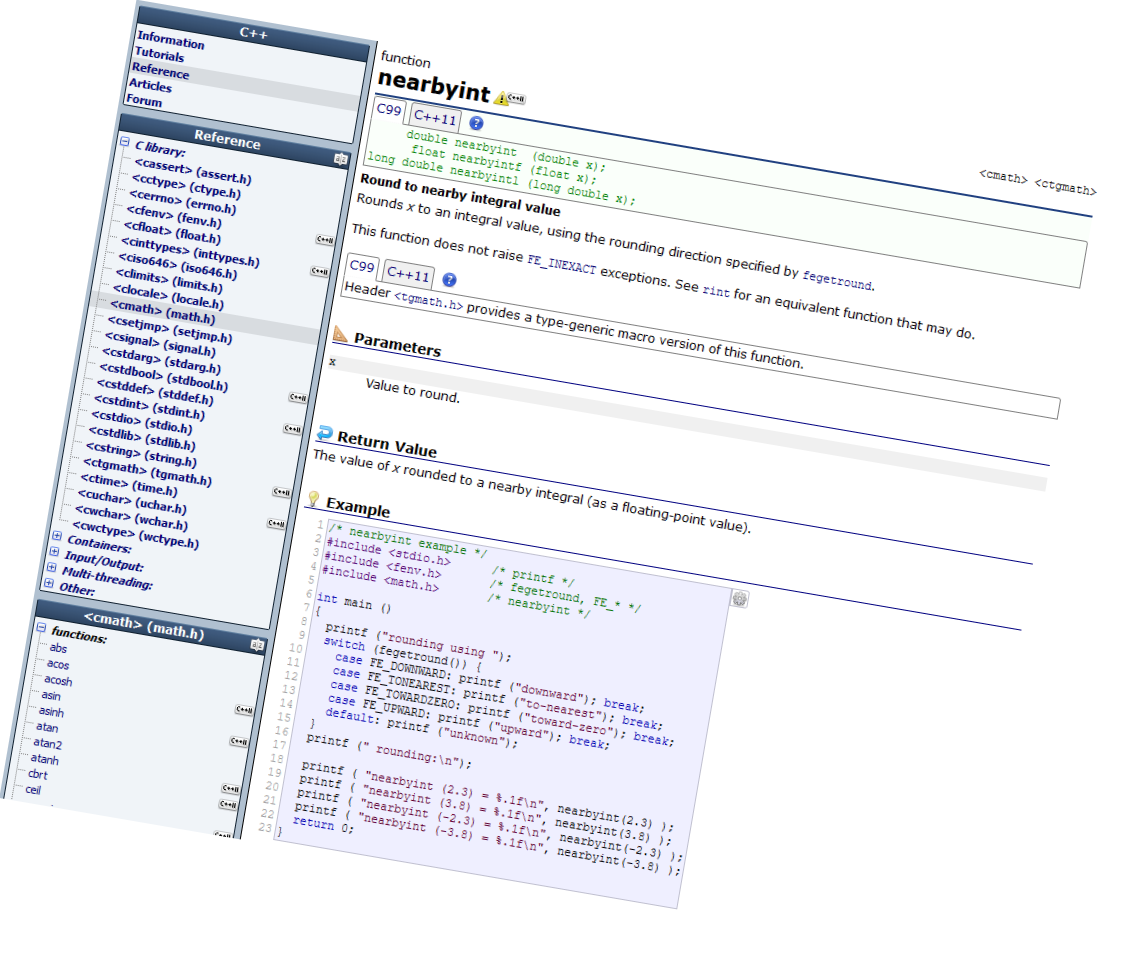 C++
Information
Tutorials
Reference
Articles
Forum
Reference
C library:
<cassert> (assert.h)
<cctype> (ctype.h)
<cerrno> (errno.h)
<cfenv> (fenv.h)
<cfloat> (float.h)
<cinttypes> (inttypes.h)
<ciso646> (iso646.h)
<climits> (limits.h)
<clocale> (locale.h)
<cmath> (math.h)
<csetjmp> (setjmp.h)
<csignal> (signal.h)
<cstdarg> (stdarg.h)
<cstdbool> (stdbool.h)
<cstddef> (stddef.h)
<cstdint> (stdint.h)
<cstdio> (stdio.h)
<cstdlib> (stdlib.h)
<cstring> (string.h)
<ctgmath> (tgmath.h)
<ctime> (time.h)
<cuchar> (uchar.h)
<cwchar> (wchar.h)
<cwctype> (wctype.h)
Containers:
Input/Output:
Multi-threading:
Other:
<cmath> (math.h)
functions:
abs
acos
acosh
asin
asinh
atan
atan2
atanh
cbrt
ceil
function
nearbyint
<cmath> <ctgmath>
C99 C++11 ?
double nearbyint (double x);
float nearbyintf (float x);
long double nearbyintl (long double x);
Round to nearby integral value
Rounds x to an integral value, using the rounding direction specified by fegetround.
This function does not raise FE_INEXACT exceptions. See rint for an equivalent function that may do.
C99 C++11 ?
Header <tgmath.h> provides a type-generic macro version of this function.
Parameters
x
Value to round.
Return Value
The value of x rounded to a nearby integral (as a floating-point value).
Example
1 /* nearbyint example */
2 #include <stdio.h> /* printf */
3 #include <fenv.h> /* fegetround, FE_* */
4 #include <math.h> /* nearbyint */
5
6 int main ()
7 {
8 printf ("rounding using ");
9 switch (fegetround()) {
10 case FE_DOWNWARD: printf ("downward"); break;
11 case FE_TONEAREST: printf ("to-nearest"); break;
12 case FE_TOWARDZERO: printf ("toward-zero"); break;
13 case FE_UPWARD: printf ("upward"); break;
14 default: printf ("unknown");
15 }
16 printf (" rounding:\n");
17
18 printf ( "nearbyint (2.3) = %.1f\n", nearbyint(2.3) );
19 printf ( "nearbyint (3.8) = %.1f\n", nearbyint(3.8) );
20 printf ( "nearbyint (-2.3) = %.1f\n", nearbyint(-2.3) );
21 printf ( "nearbyint (-3.8) = %.1f\n", nearbyint(-3.8) );
22 return 0;
23 }